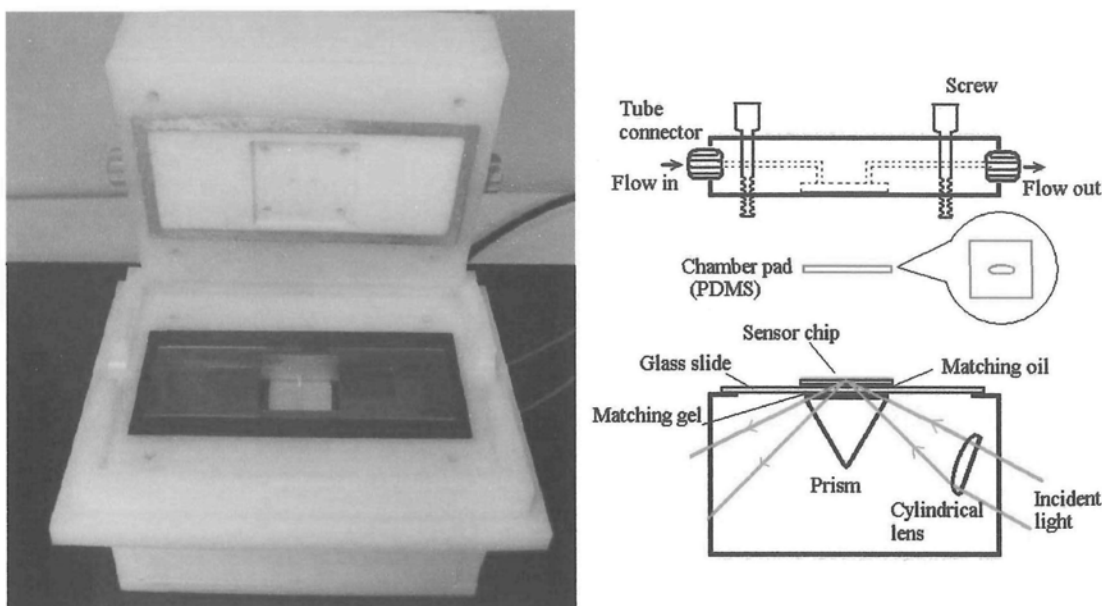 Screw
Tube
connector
Flow in
Flow out
Chamber pad
(PDMS)
Sensor chip
Glass slide
Matching oil
Matching gel
Prism
Cylindrical
lens
Incident
light